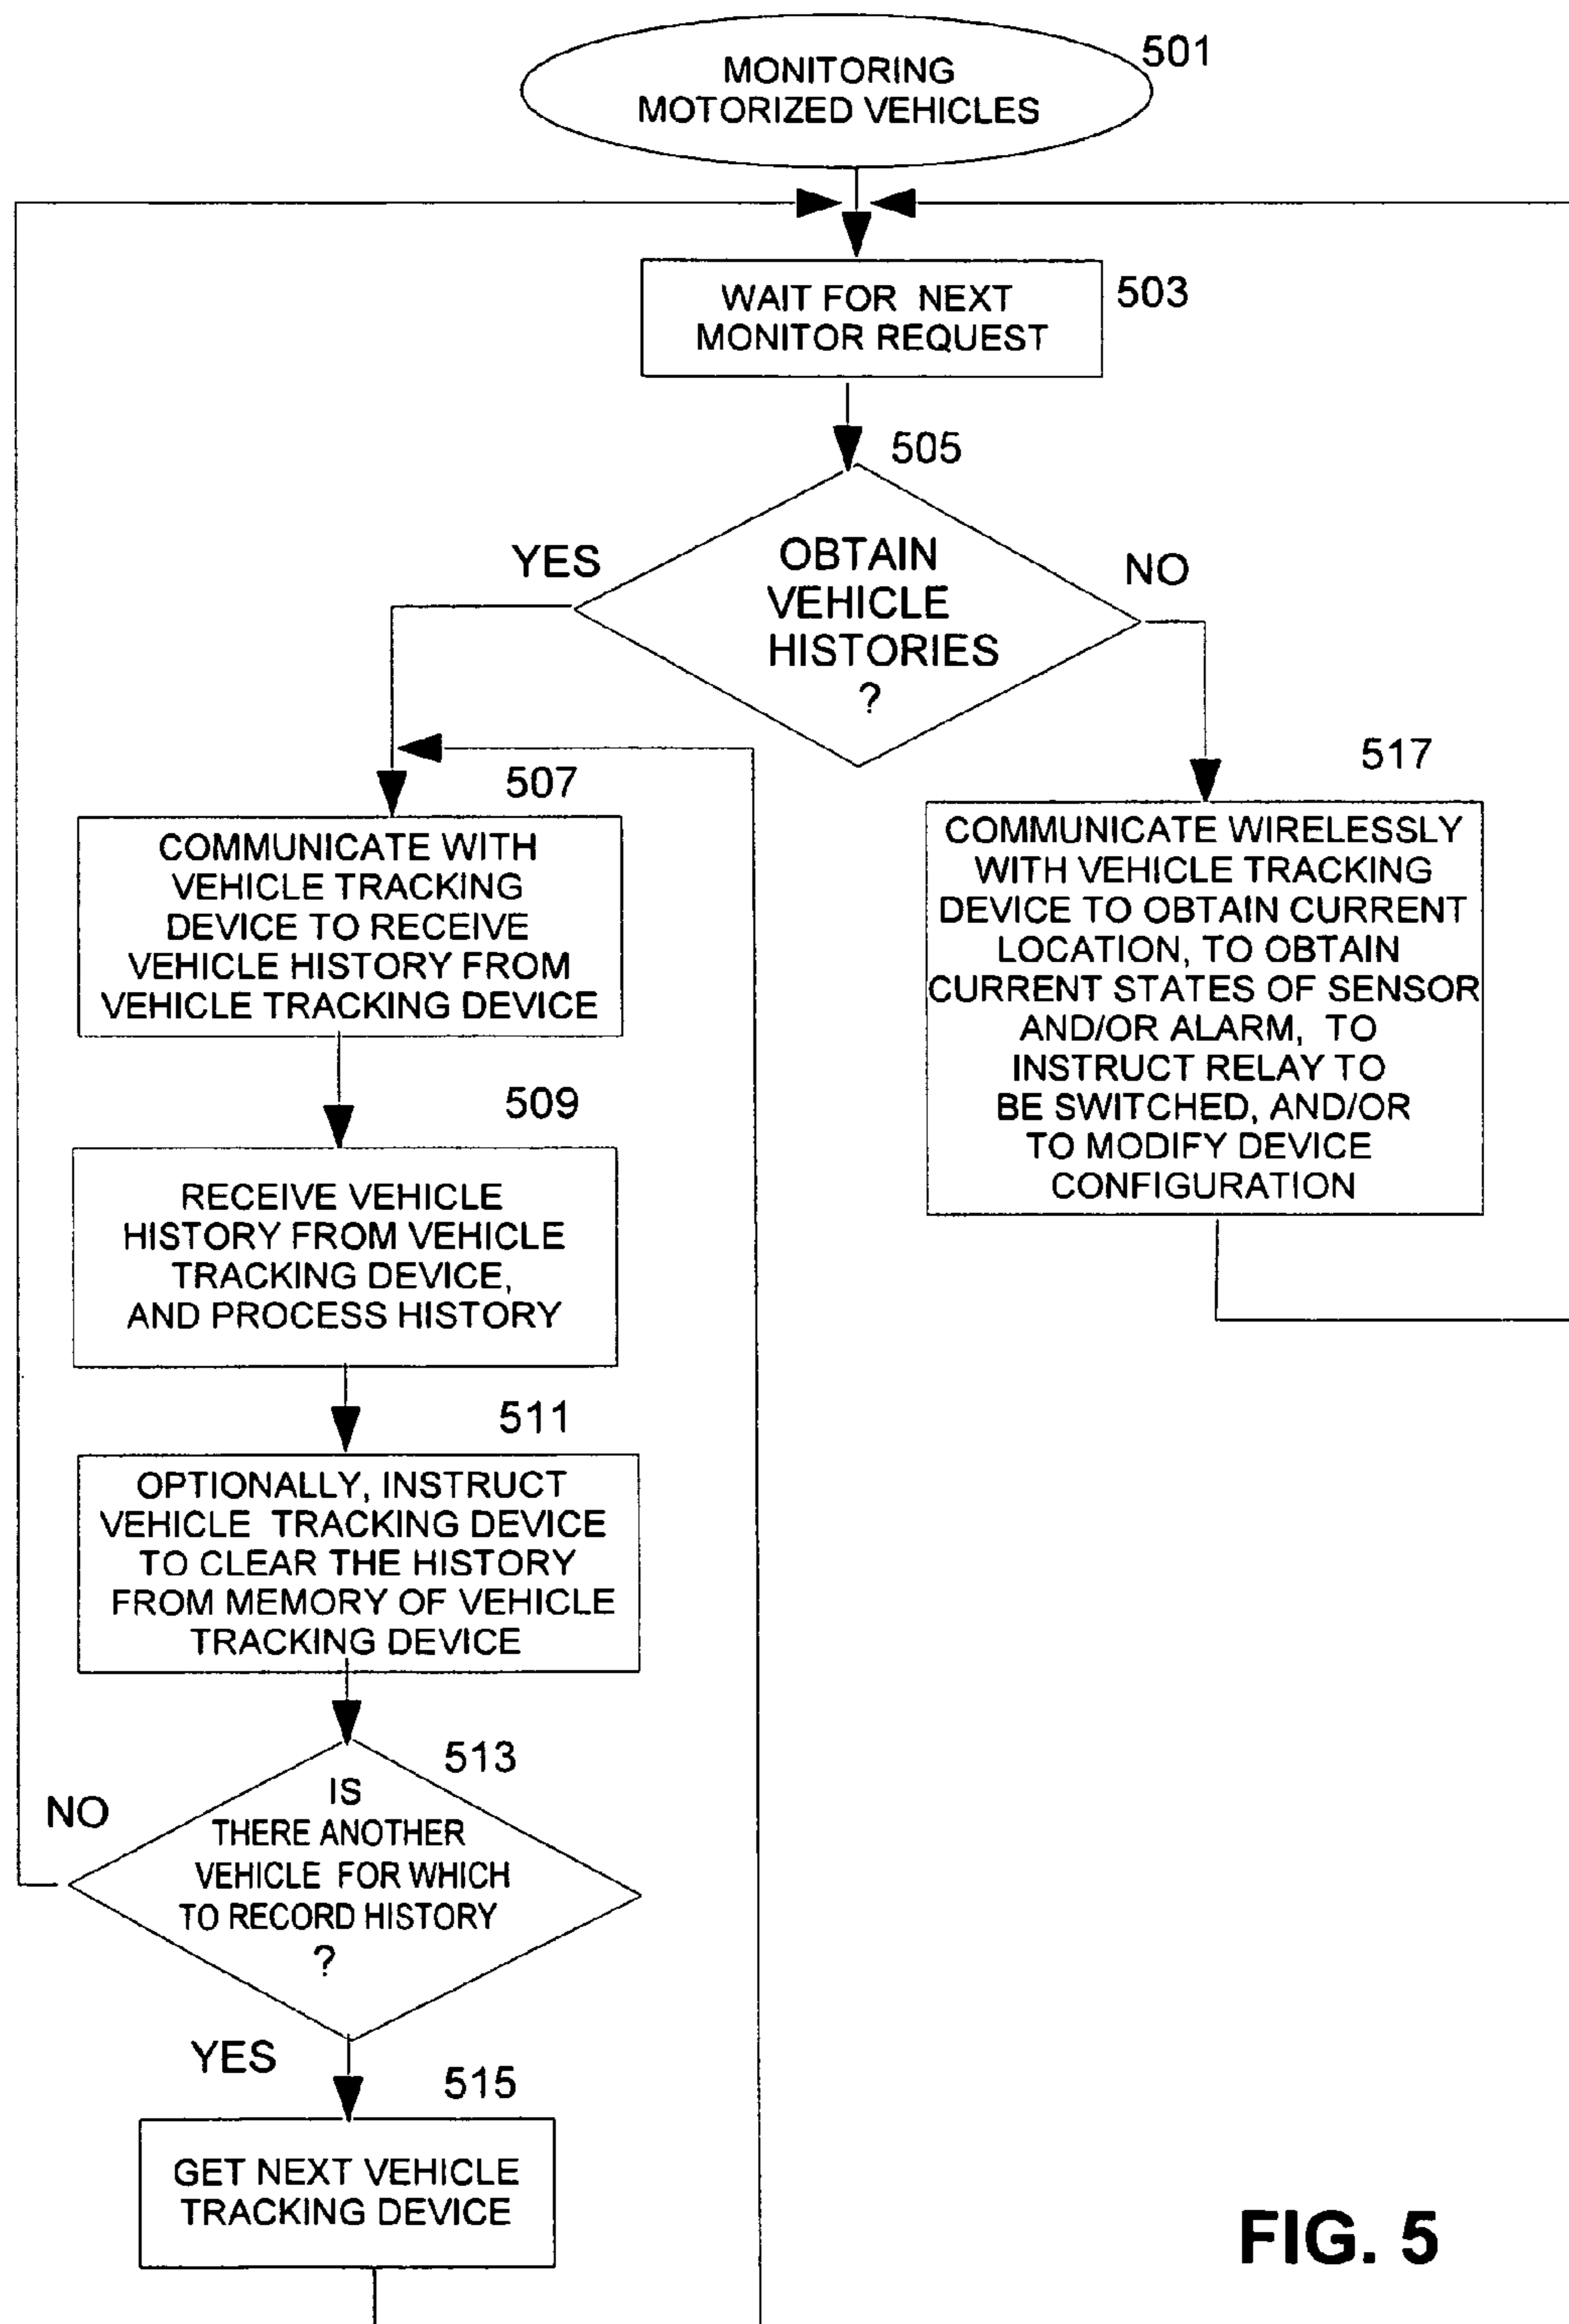 501
MONITORING
MOTORIZED VEHICLES
WAIT FOR NEXT
MONITOR REQUEST
503
505
YES
OBTAIN
VEHICLE
HISTORIES
?
NO
507
COMMUNICATE WITH
VEHICLE TRACKING
DEVICE TO RECEIVE
VEHICLE HISTORY FROM
VEHICLE TRACKING DEVICE
517
COMMUNICATE WIRELESSLY
WITH VEHICLE TRACKING
DEVICE TO OBTAIN CURRENT
LOCATION, TO OBTAIN
CURRENT STATES OF SENSOR
AND/OR ALARM, TO
INSTRUCT RELAY TO
BE SWITCHED, AND/OR
TO MODIFY DEVICE
CONFIGURATION
509
RECEIVE VEHICLE
HISTORY FROM VEHICLE
TRACKING DEVICE,
AND PROCESS HISTORY
511
OPTIONALLY, INSTRUCT
VEHICLE TRACKING DEVICE
TO CLEAR THE HISTORY
FROM MEMORY OF VEHICLE
TRACKING DEVICE
513
NO
IS
THERE ANOTHER
VEHICLE FOR WHICH
TO RECORD HISTORY
?
YES
515
GET NEXT VEHICLE
TRACKING DEVICE
FIG. 5